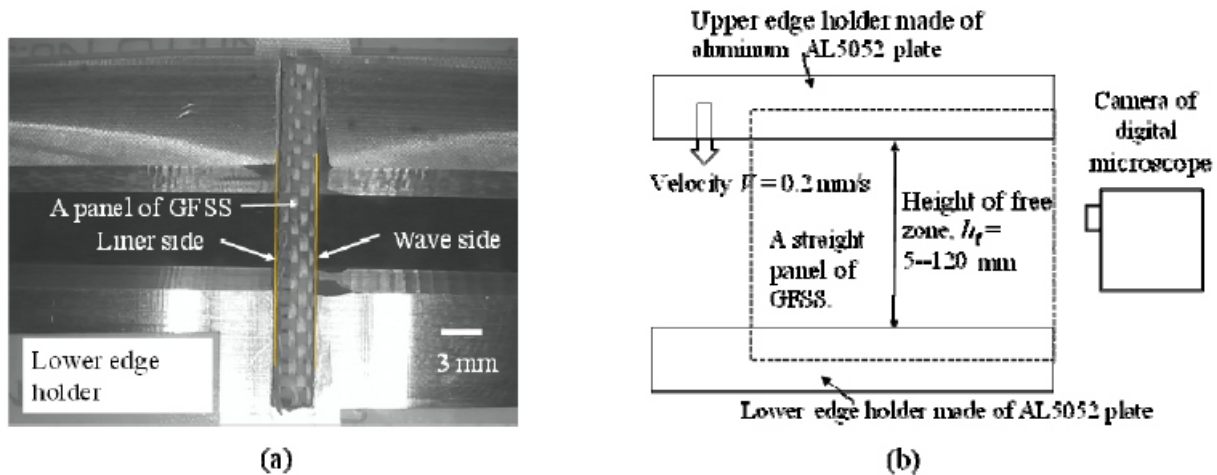 A panel of GFSS
Liner side
Wave side
3 mm
Lower edge
holder
(a)
Upper edge holder made of
aluminum AL5052 plate
Velocity V = 0.2 mm/s
Height of free
zone, hf =
5--120 mm
A straight
panel of
GFSS.
Camera of
digital
microscope
Lower edge holder made of AL5052 plate
(b)